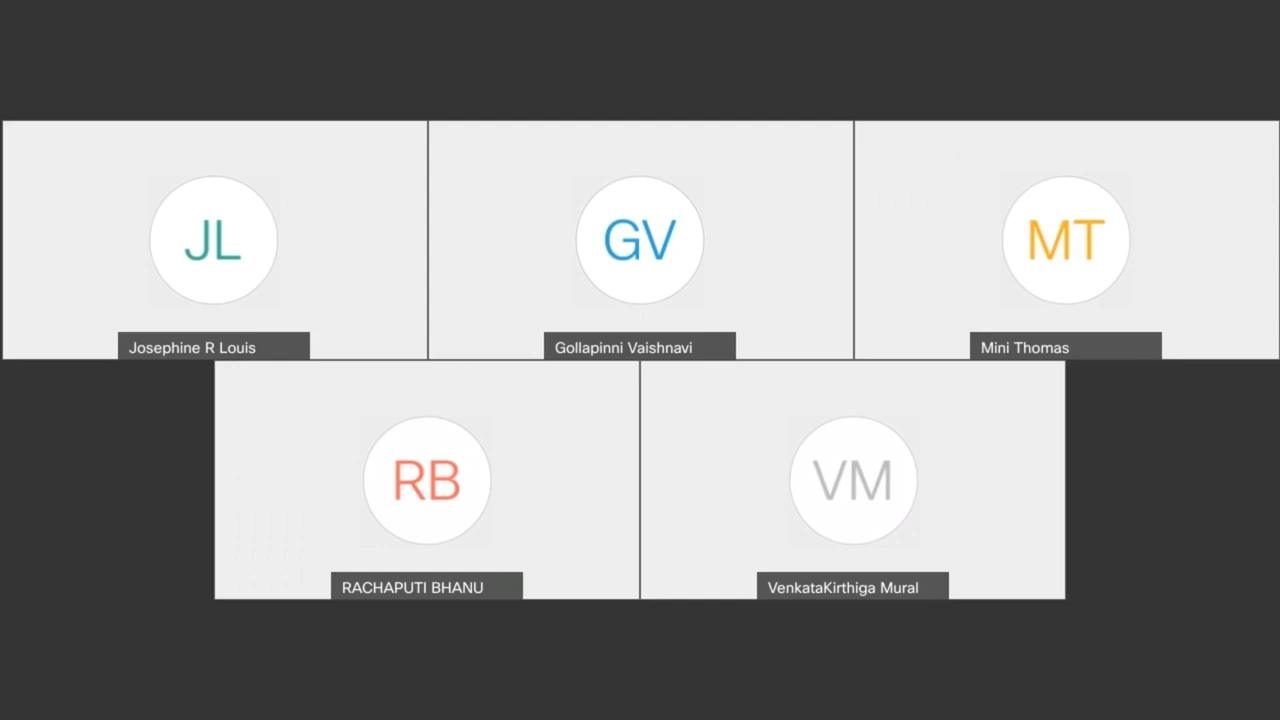 JL
Josephine R Louis
GV
Gollapinni Vaishnavi
MT
Mini Thomas
RB
RACHAPUTI BHANU
VM
VenkataKirthiga Mural